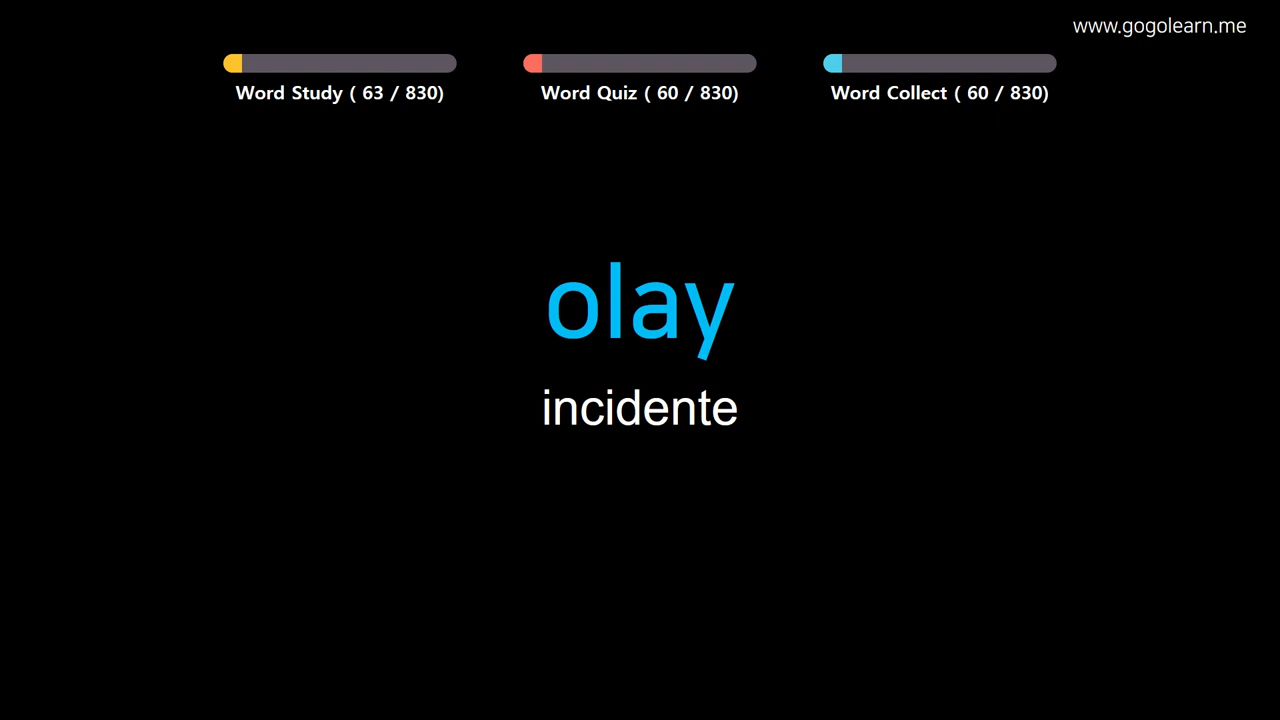 www.gogolearn.me
Word Study ( 63 / 830)
Word Quiz ( 60 / 830)
Word Collect ( 60 / 830)
olay
incidente